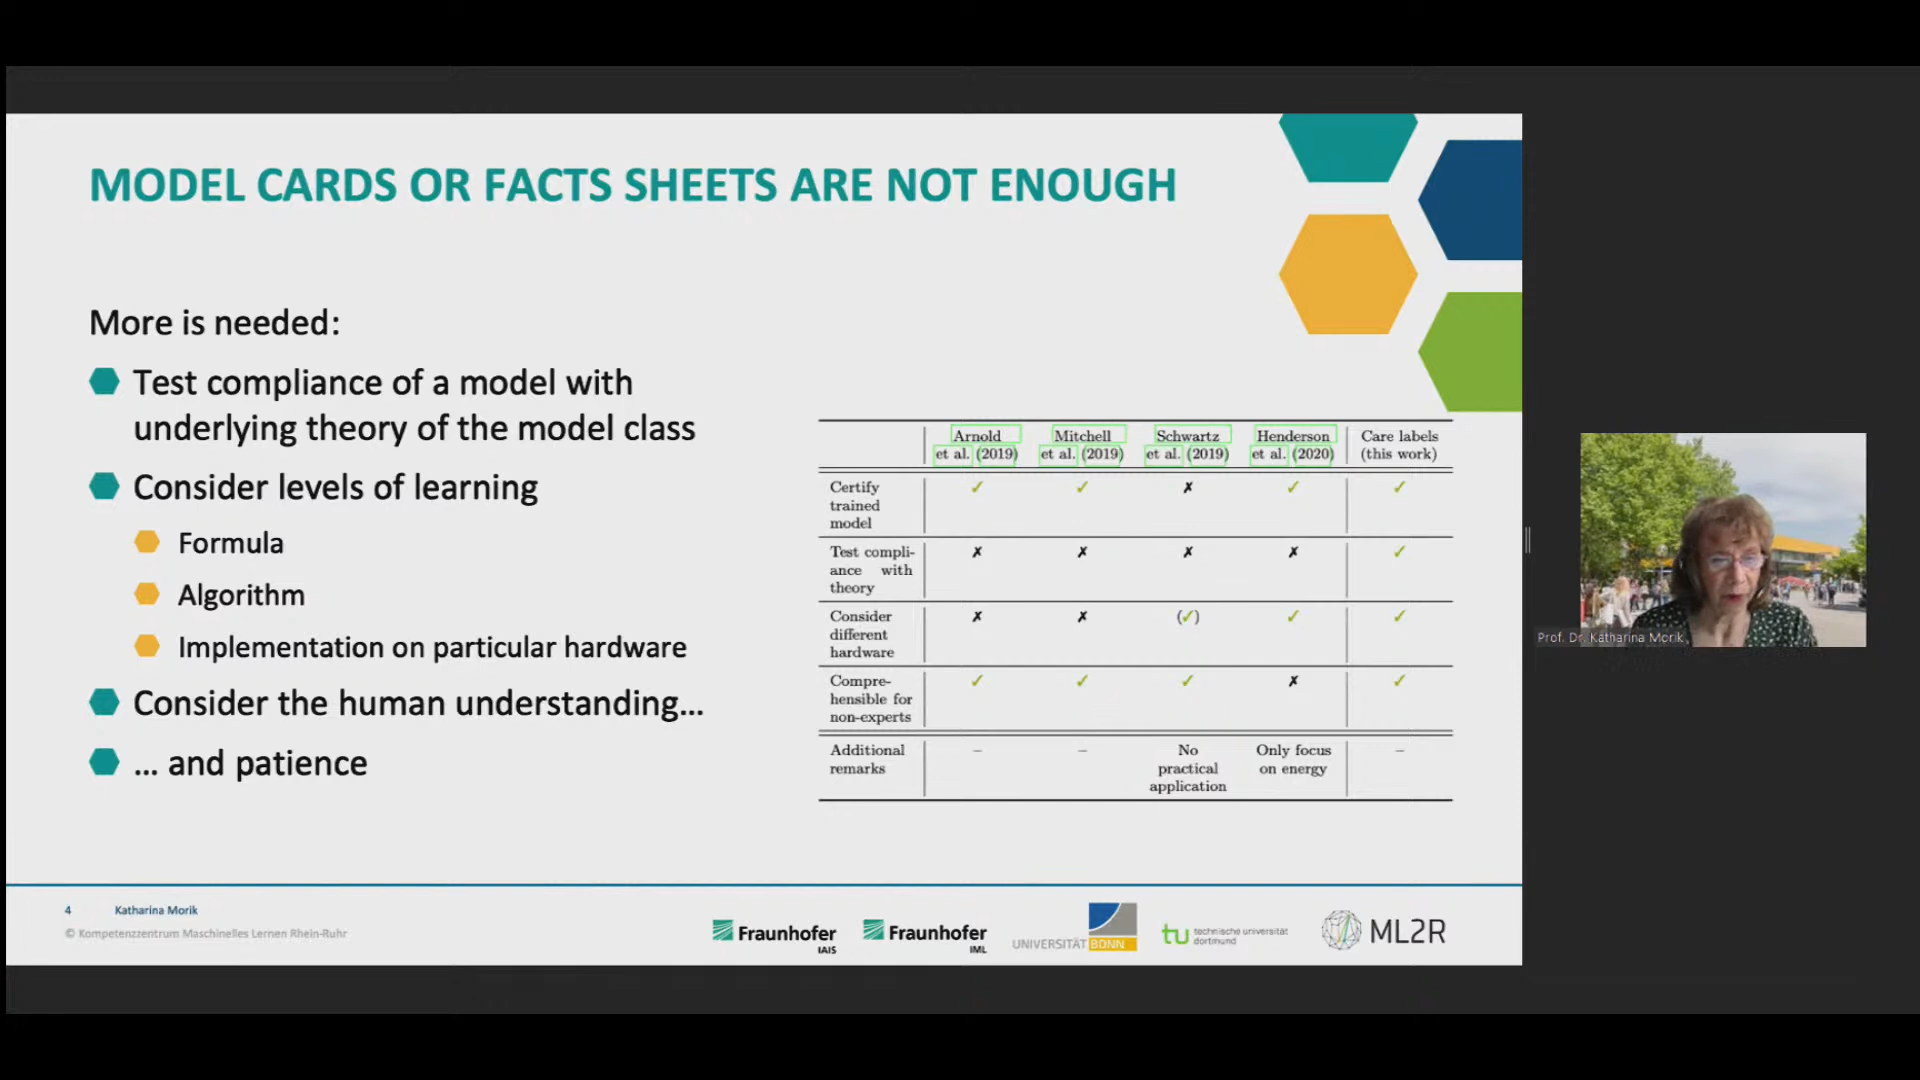 MODEL CARDS OR FACTS SHEETS ARE NOT ENOUGH
More is needed:
Test compliance of a model with
underlying theory of the model class
Consider levels of learning
Formula
Algorithm
Implementation on particular hardware
Consider the human understanding...
... and patience
Arnold
et al. (2019)
Mitchell
et al. (2019)
Schwartz
et al. (2019)
Henderson
et al. (2020)
Care labels
(this work)
Certify
trained
model
✓ ✓ ✗ ✓ ✓
Test compli-
ance with
theory
✗ ✗ ✗ ✗ ✓
Consider
different
hardware
✗ ✗ (✓) ✓ ✓
Compre-
hensible for
non-experts
✓ ✓ ✓ ✗ ✓
Additional
remarks
– –
No
practical
application
Only focus
on energy
–
4 Katharina Morik
© Kompetenzzentrum Maschinelles Lernen Rhein-Ruhr
Fraunhofer
IAIS
Fraunhofer
IML
UNIVERSITÄT BONN
tu technische universität
dortmund
ML2R
Prof. Dr. Katharina Morik